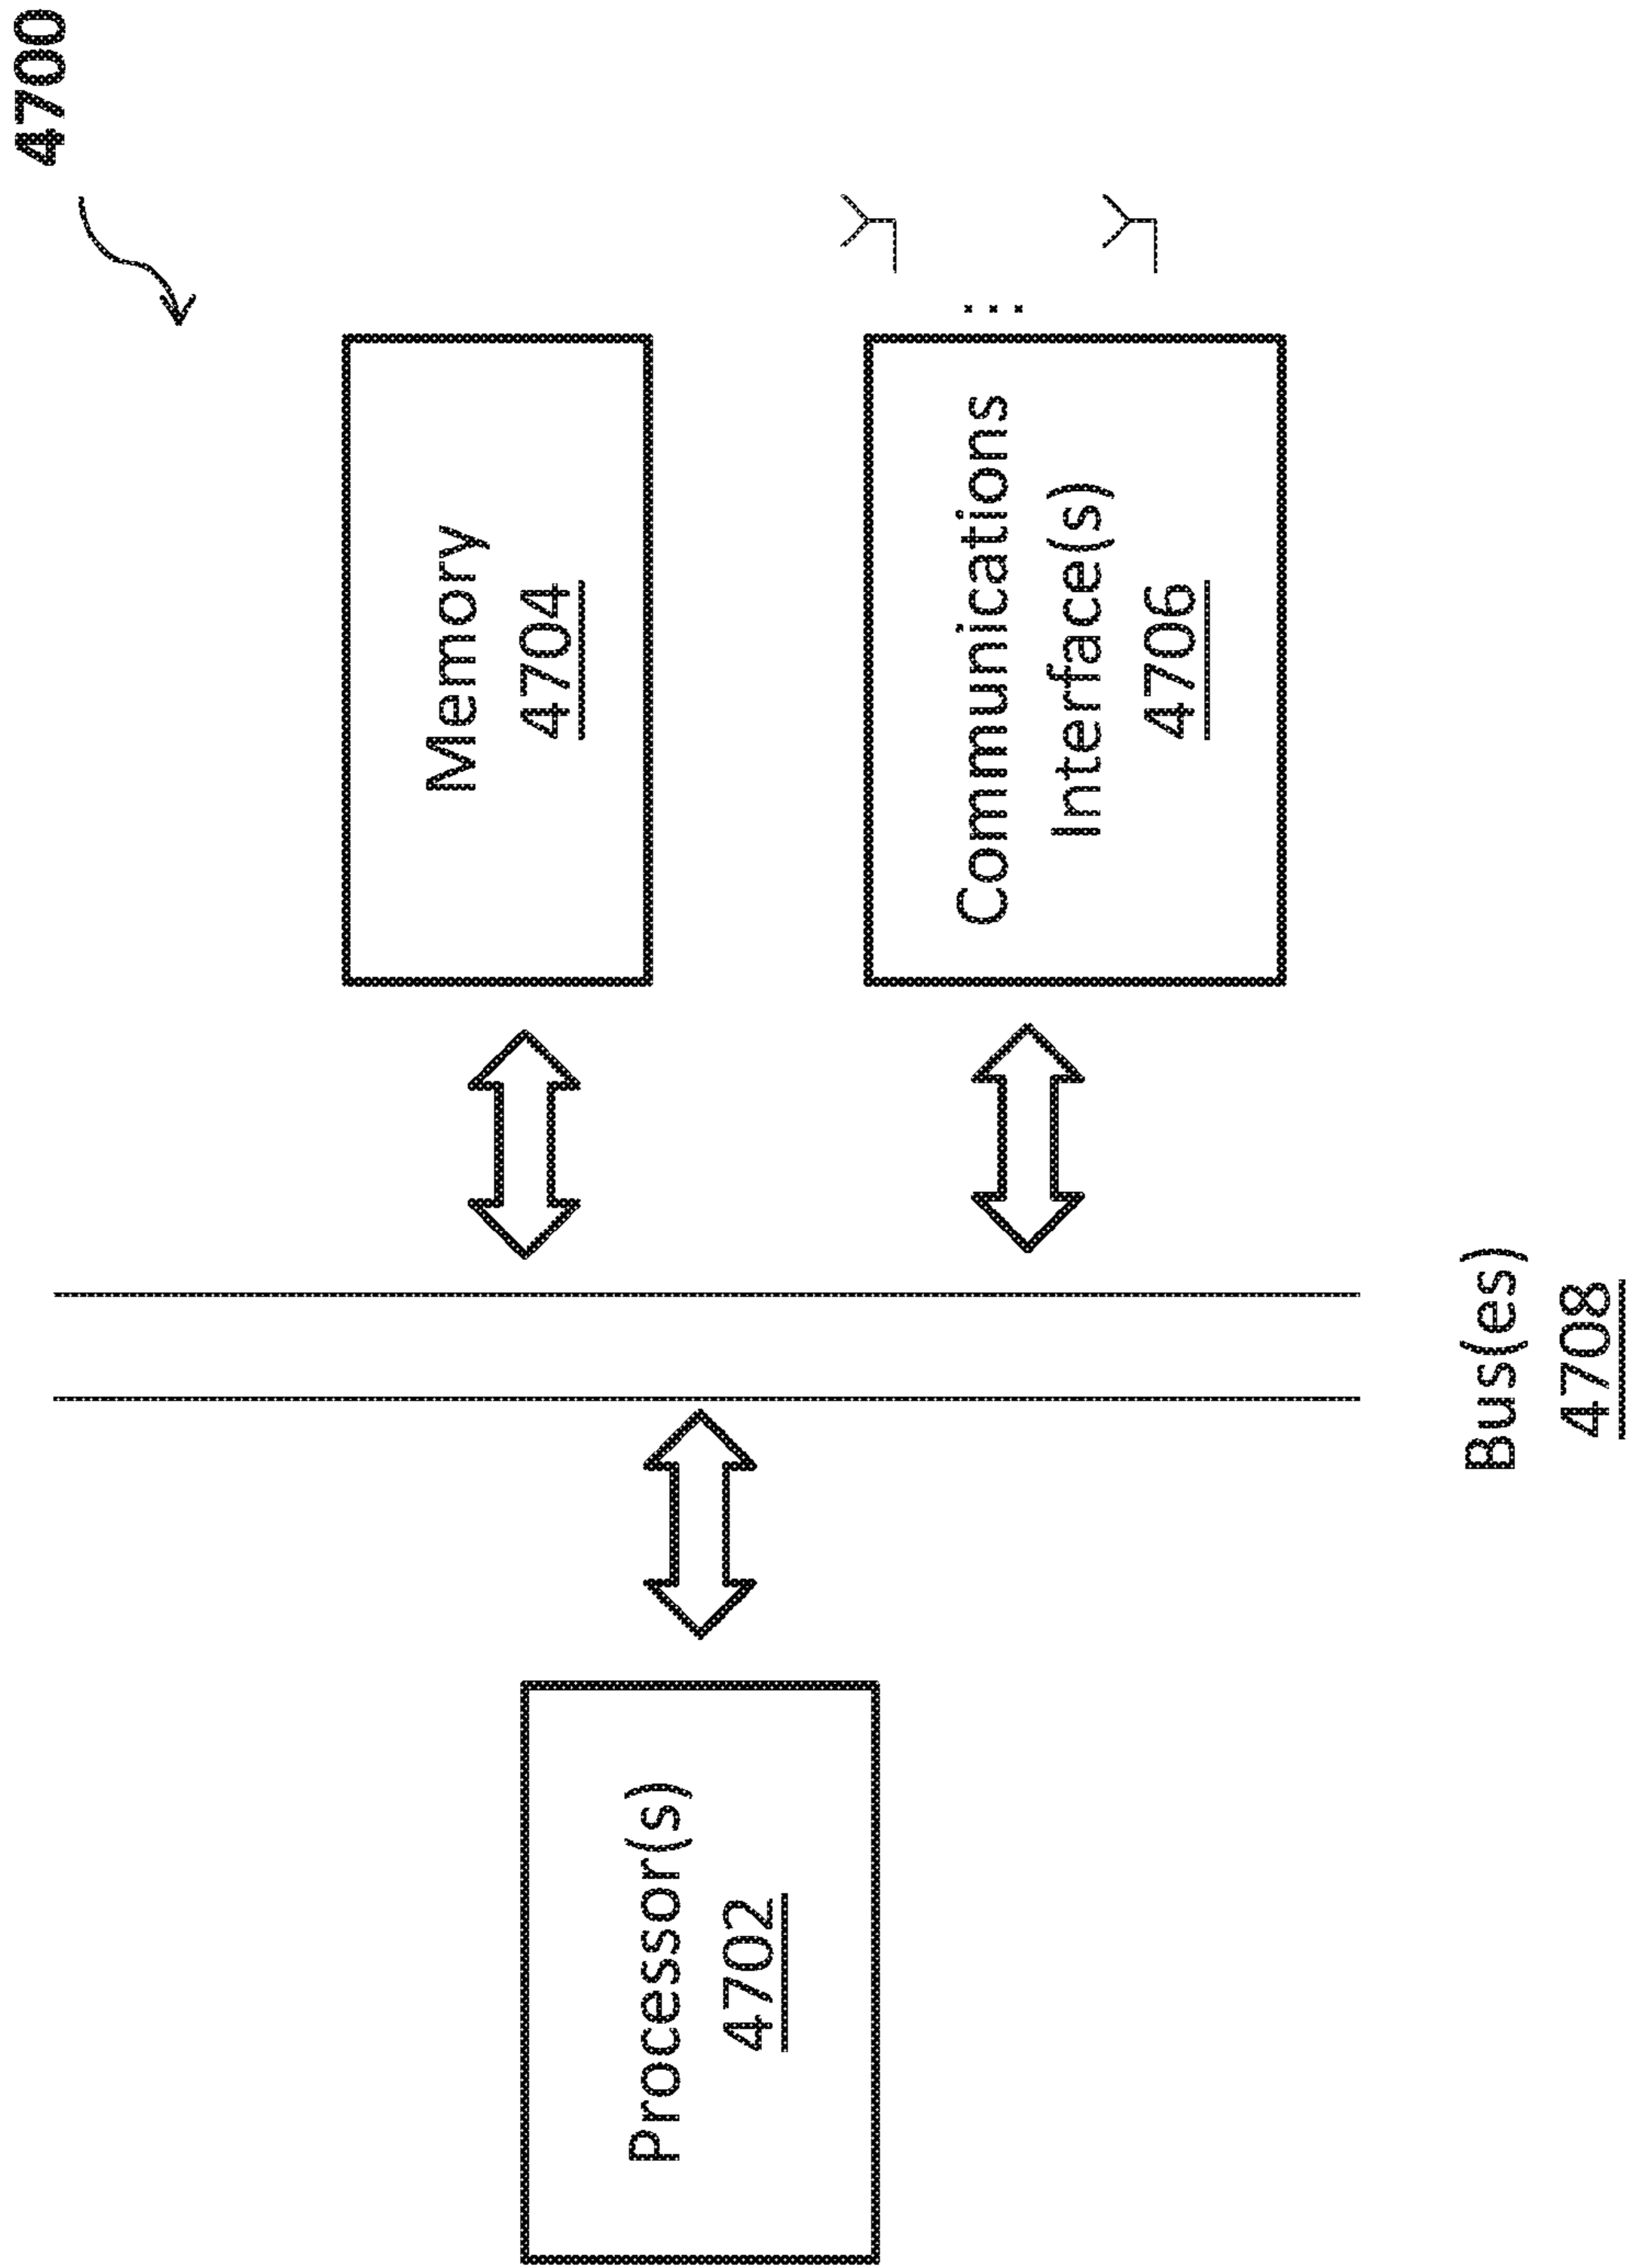 4700
Memory
4704
Communications
Interface(s)
4706
Processor(s)
4702
Bus(es)
4708